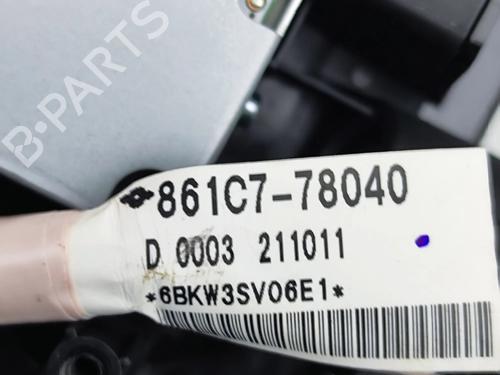 B-PARTS
861C7-78040
D 0003 211011
*6BKW3SV06E1*